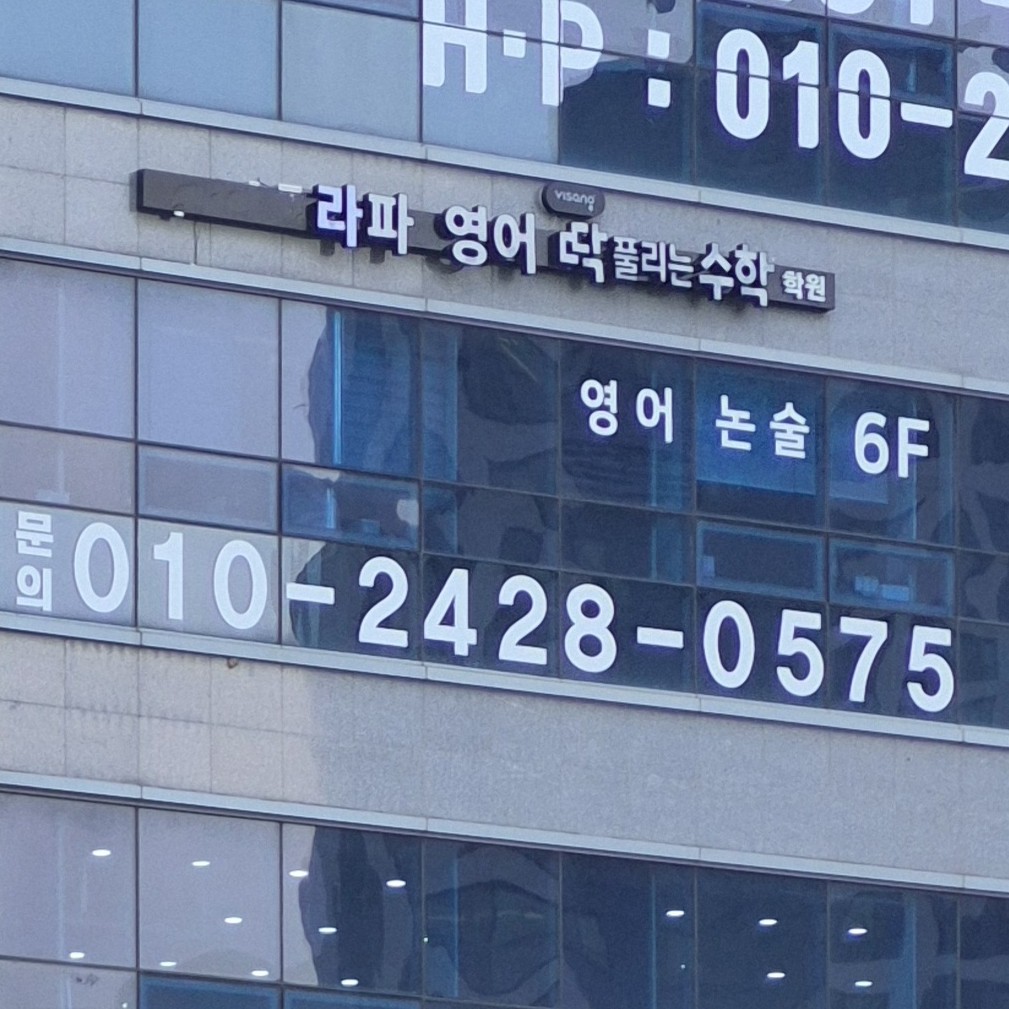 H·P : 010-2
visang
라파 영어 딱풀리는수학 학원
영어 논술 6F
문의 010-2428-0575